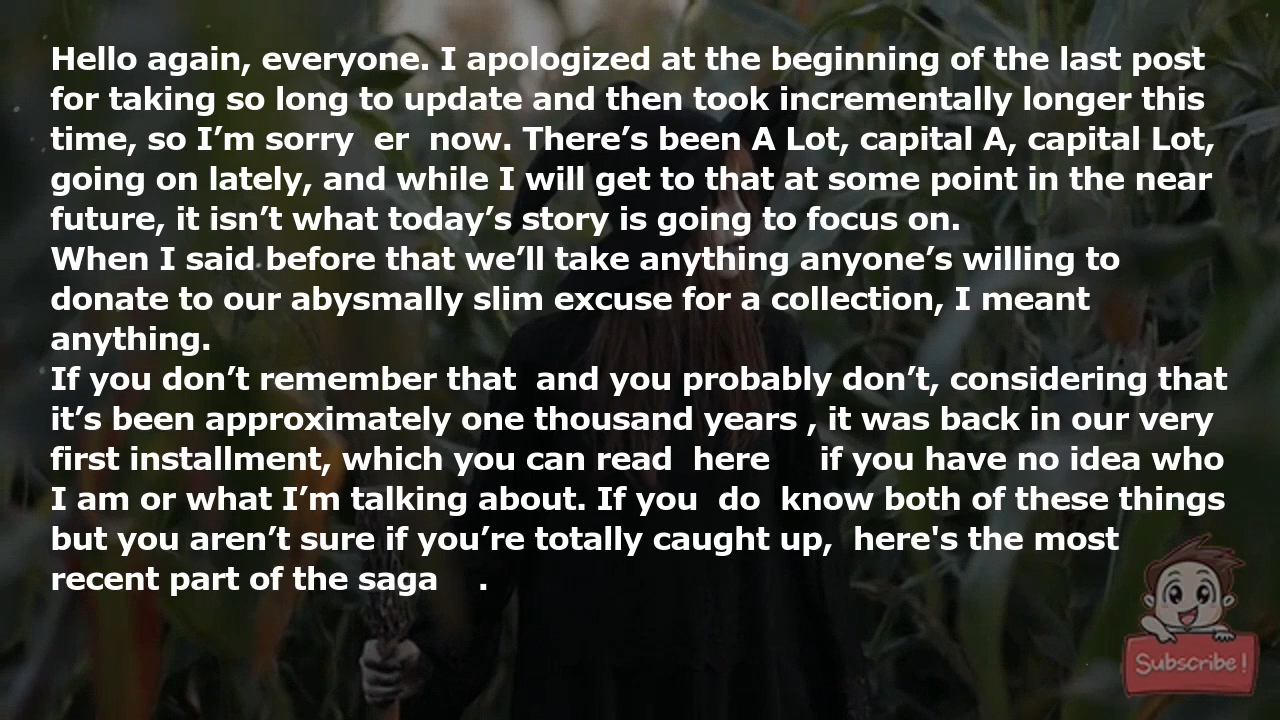 Hello again, everyone. I apologized at the beginning of the last post
for taking so long to update and then took incrementally longer this
time, so I’m sorry  er  now. There’s been A Lot, capital A, capital Lot,
going on lately, and while I will get to that at some point in the near
future, it isn’t what today’s story is going to focus on.
When I said before that we’ll take anything anyone’s willing to
donate to our abysmally slim excuse for a collection, I meant
anything.
If you don’t remember that  and you probably don’t, considering that
it’s been approximately one thousand years , it was back in our very
first installment, which you can read  here     if you have no idea who
I am or what I’m talking about. If you  do  know both of these things
but you aren’t sure if you’re totally caught up,  here's the most
recent part of the saga    .
Subscribe!